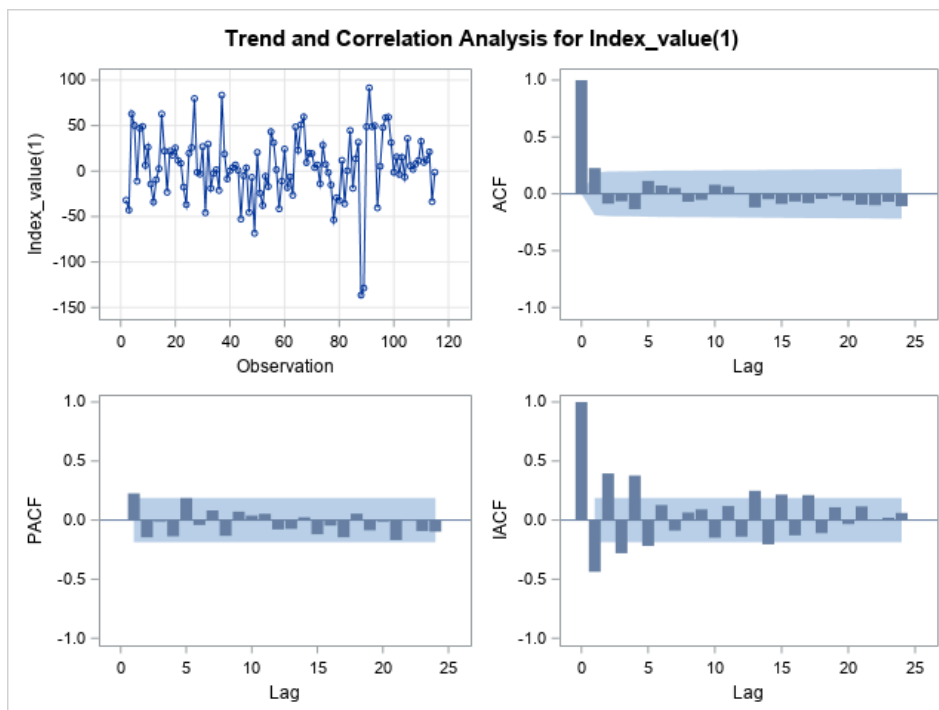 Trend and Correlation Analysis for Index_value(1)
100
50
0
-50
-100
-150
Index_value(1)
0 20 40 60 80 100 120
Observation
1.0
0.5
0.0
-0.5
-1.0
ACF
0 5 10 15 20 25
Lag
1.0
0.5
0.0
-0.5
-1.0
PACF
0 5 10 15 20 25
Lag
1.0
0.5
0.0
-0.5
-1.0
IACF
0 5 10 15 20 25
Lag